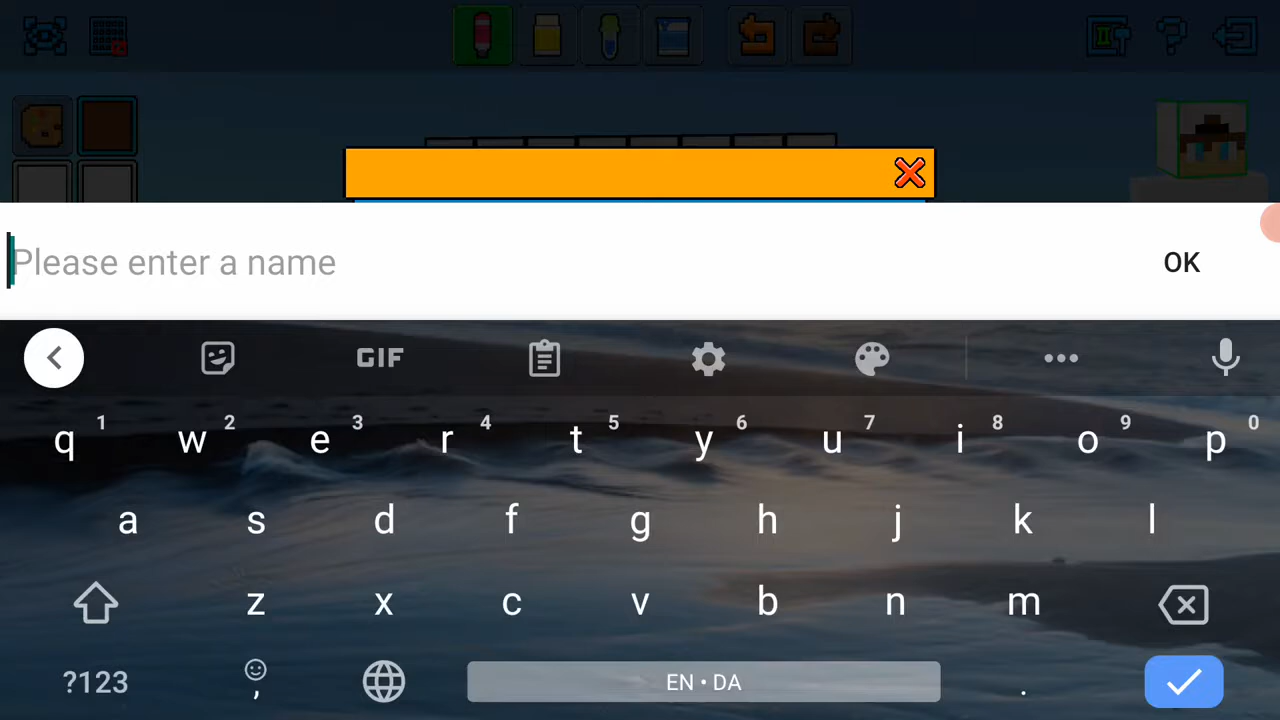 Please enter a name
OK
GIF
q 1 w 2 e 3 r 4 t 5 y 6 u 7 i 8 o 9 p 0
a s d f g h j k l
z x c v b n m
?123 , EN • DA .